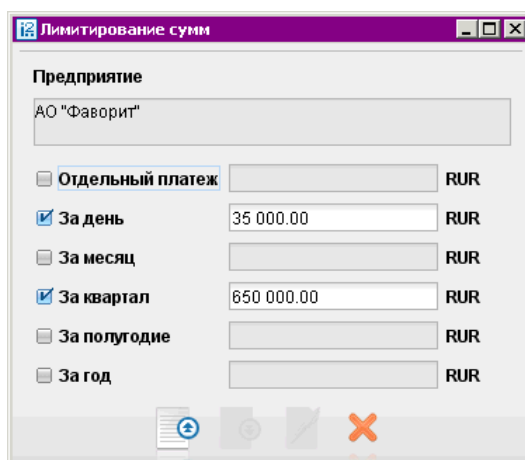 i2 Лимитирование сумм
Предприятие
АО "Фаворит"
Отдельный платеж RUR
За день 35 000.00 RUR
За месяц RUR
За квартал 650 000.00 RUR
За полугодие RUR
За год RUR